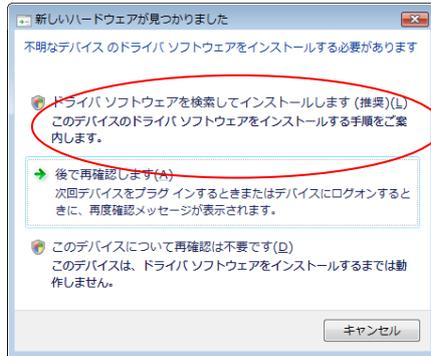 新しいハードウェアが見つかりました
不明なデバイス のドライバ ソフトウェアをインストールする必要があります
ドライバ ソフトウェアを検索してインストールします (推奨)(L)
このデバイスのドライバ ソフトウェアをインストールする手順をご案
内します。
後で再確認します(A)
次回デバイスをプラグ インするときまたはデバイスにログオンすると
きに、再度確認メッセージが表示されます。
このデバイスについて再確認は不要です(D)
このデバイスは、ドライバ ソフトウェアをインストールするまでは動
作しません。
キャンセル